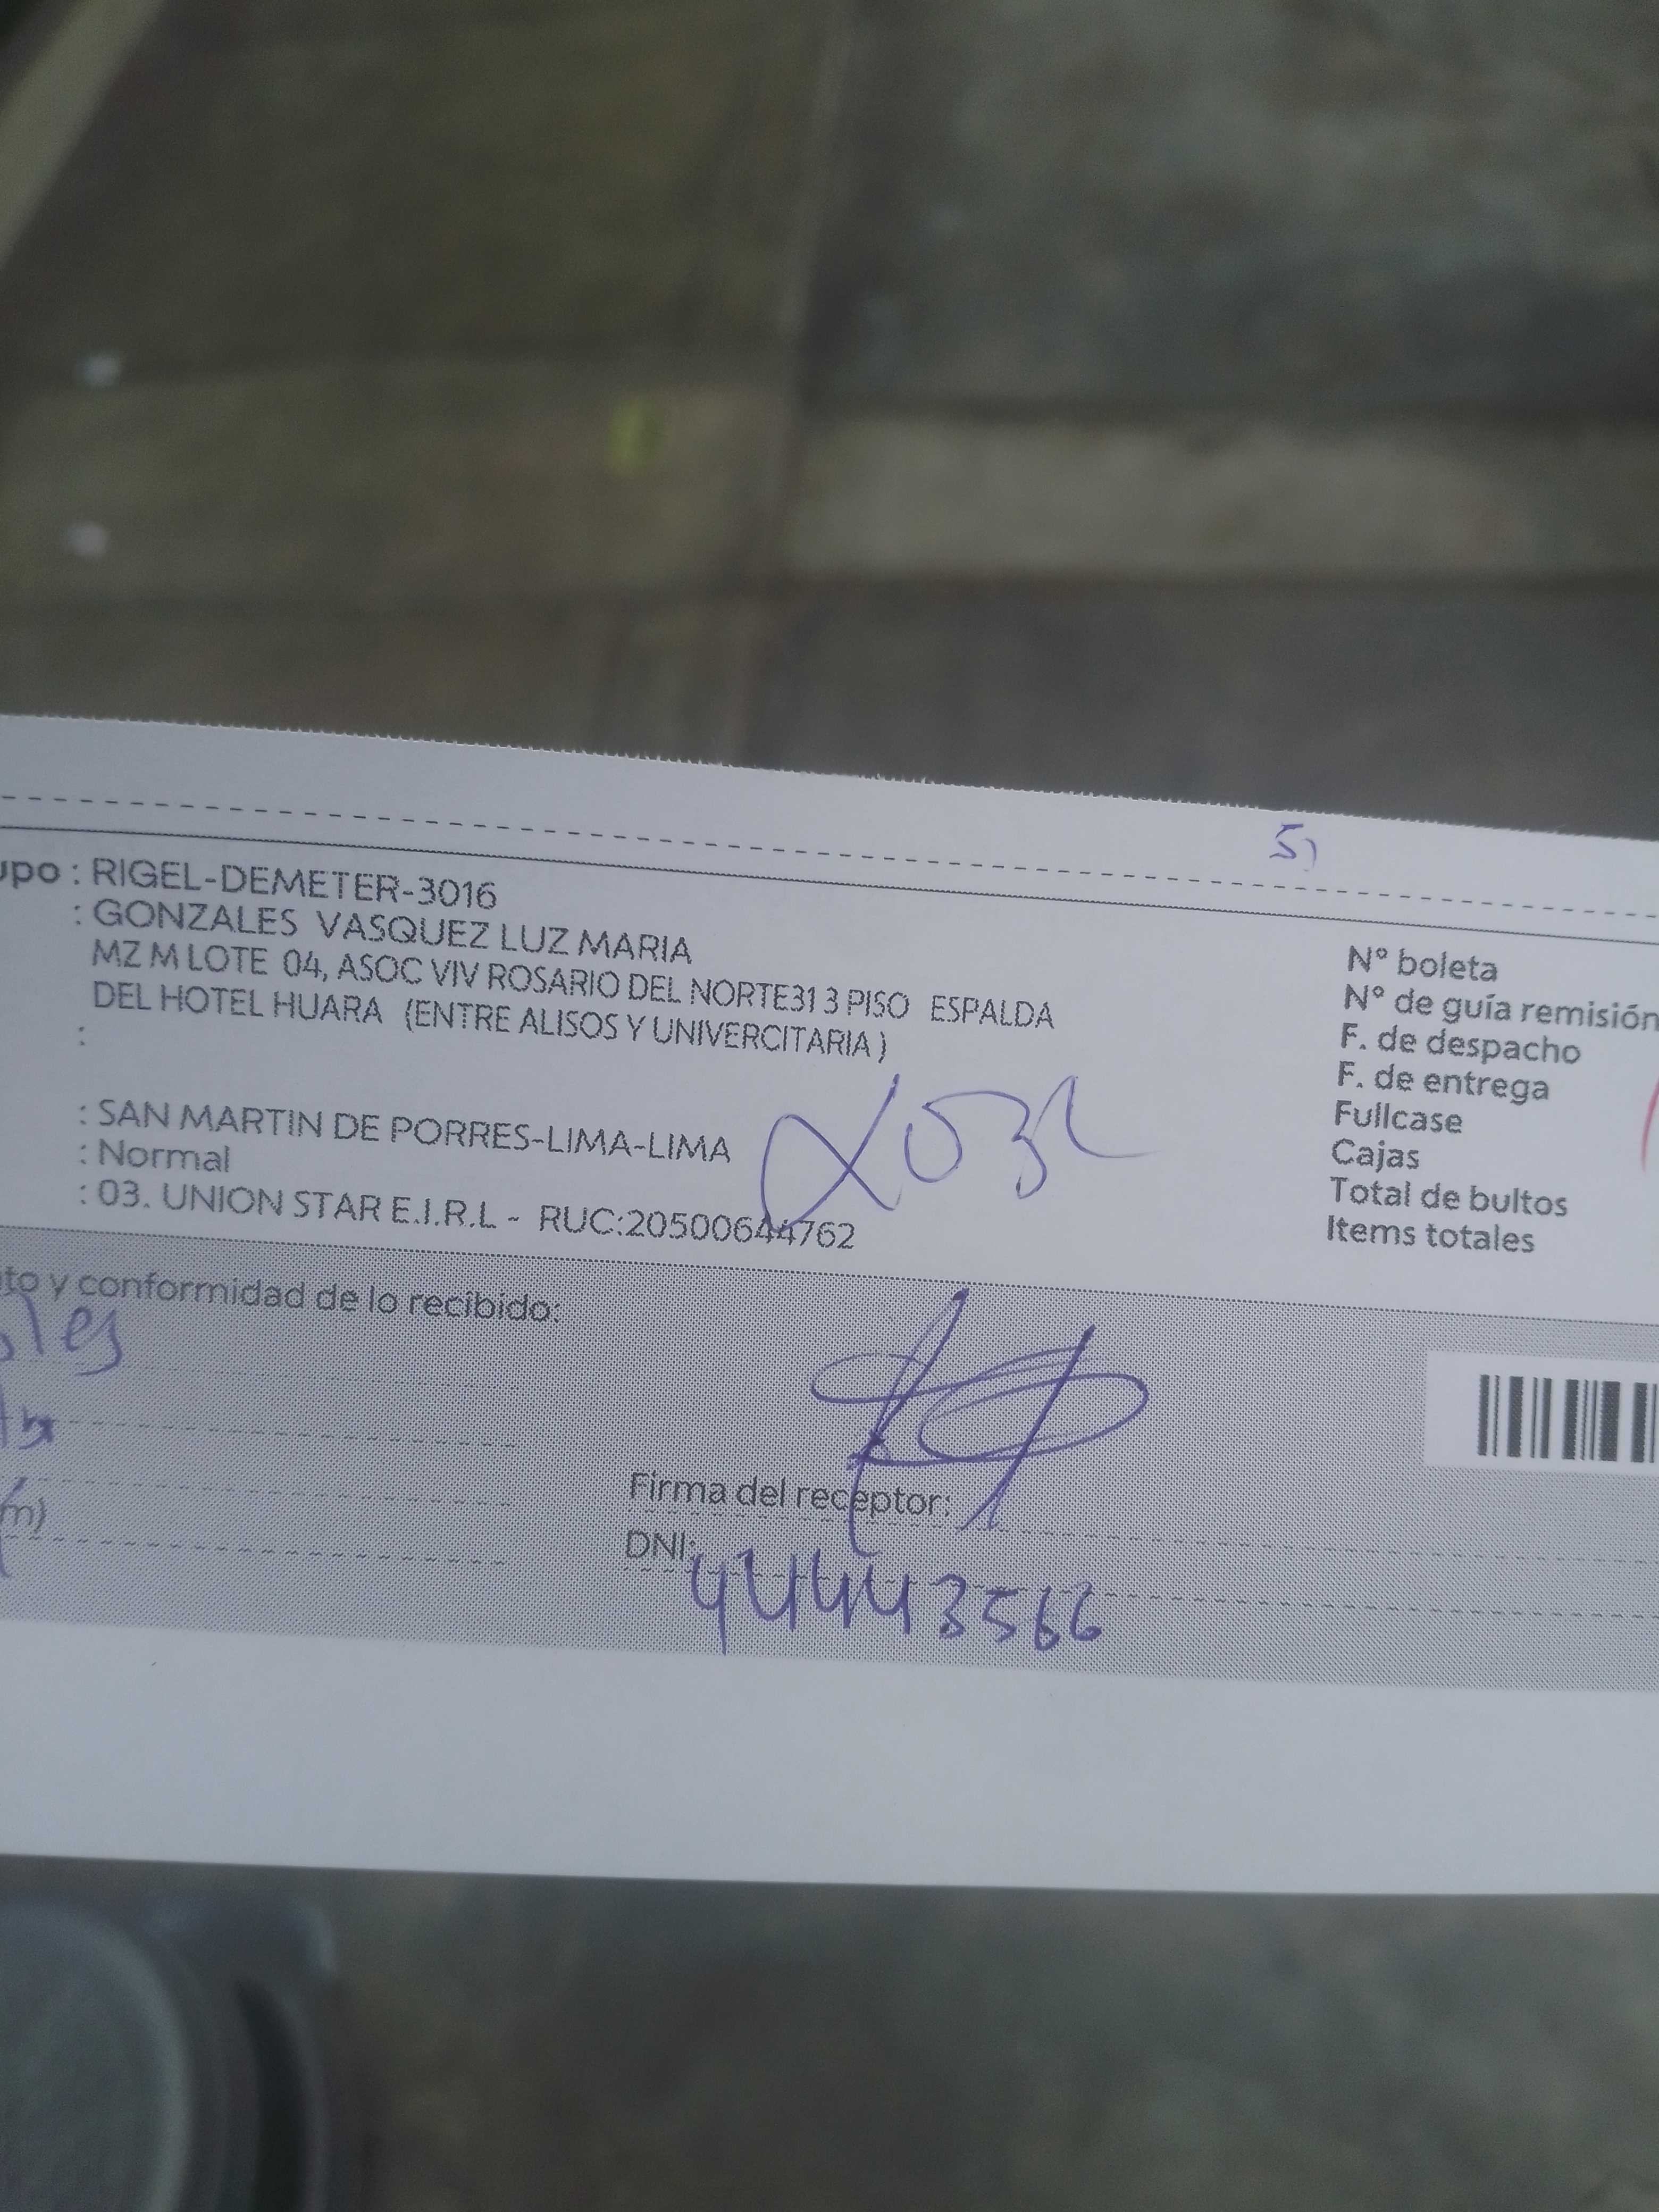 5)
upo : RIGEL-DEMETER-3016
: GONZALES VASQUEZ LUZ MARIA
MZ M LOTE 04, ASOC VIV ROSARIO DEL NORTE31 3 PISO ESPALDA
DEL HOTEL HUARA (ENTRE ALISOS Y UNIVERCITARIA )
:
: SAN MARTIN DE PORRES-LIMA-LIMA
: Normal
: 03. UNION STAR E.I.R.L - RUC:20500644762
Nº boleta
Nº de guía remisión
F. de despacho
F. de entrega
Fullcase
Cajas
Total de bultos
Items totales
to y conformidad de lo recibido:
les
m)
Firma del receptor:
DNI: 44443566